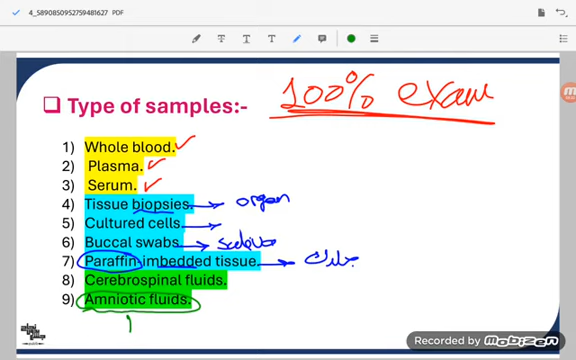 4_5890850952759481627 PDF
❑ Type of samples:-
100% exam
1) Whole blood.
2) Plasma.
3) Serum.
4) Tissue biopsies. organ
5) Cultured cells.
6) Buccal swabs
7) Paraffin imbedded tissue.
8) Cerebrospinal fluids.
9) Amniotic fluids.
RECORDED BY MOBIZEN